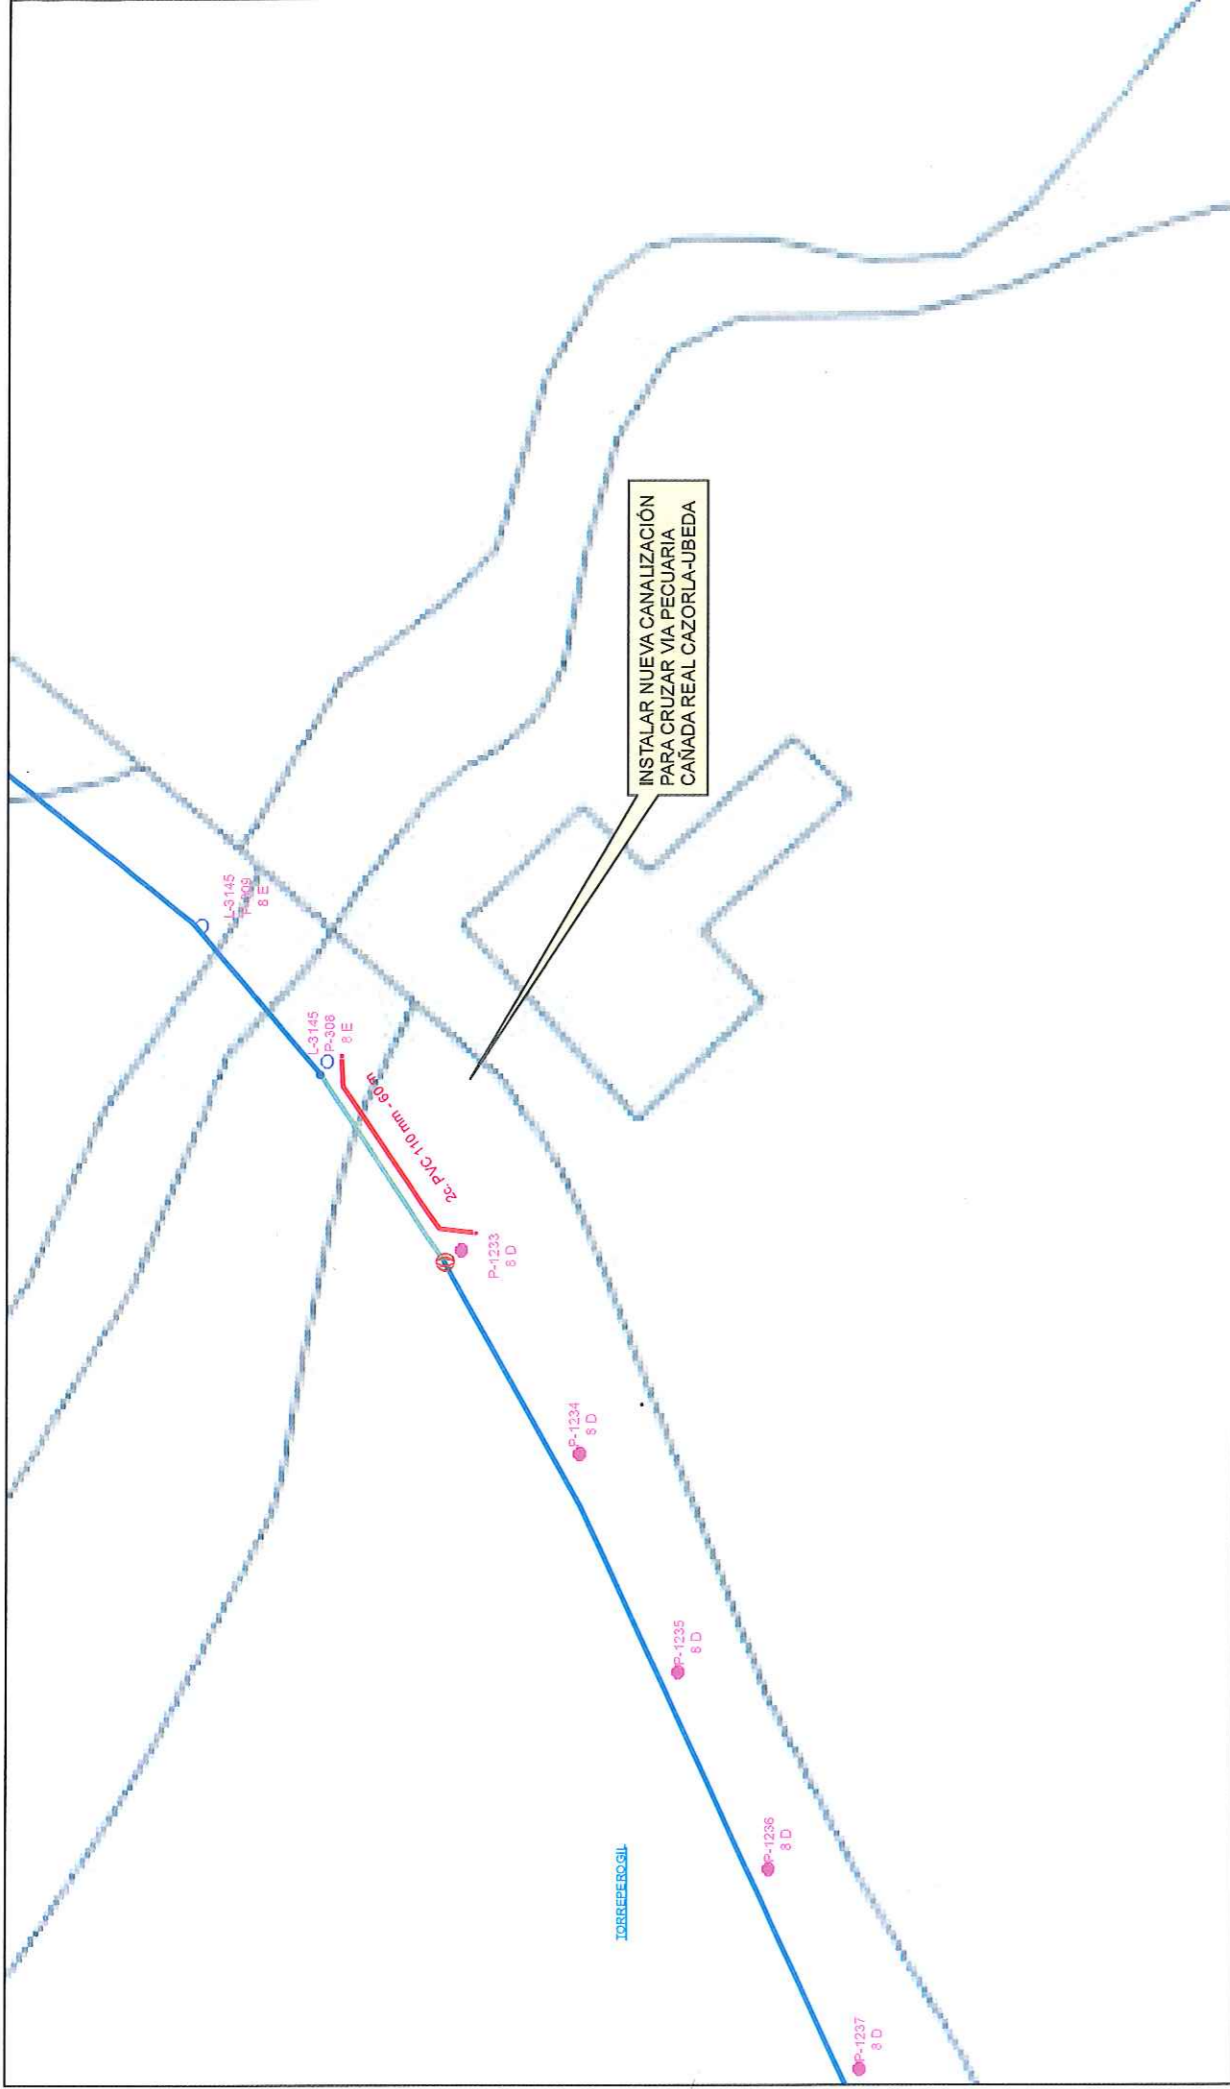 L-3145
P-309
8 E
L-3145
P-308
8 E
2c. PVC 110 mm - 60 m
P-1233
8 D
INSTALAR NUEVA CANALIZACIÓN
PARA CRUZAR VIA PECUARIA
CAÑADA REAL CAZORLA-UBEDA
P-1234
8 D
P-1235
8 D
P-1236
8 D
P-1237
8 D
TORREPEROGIL